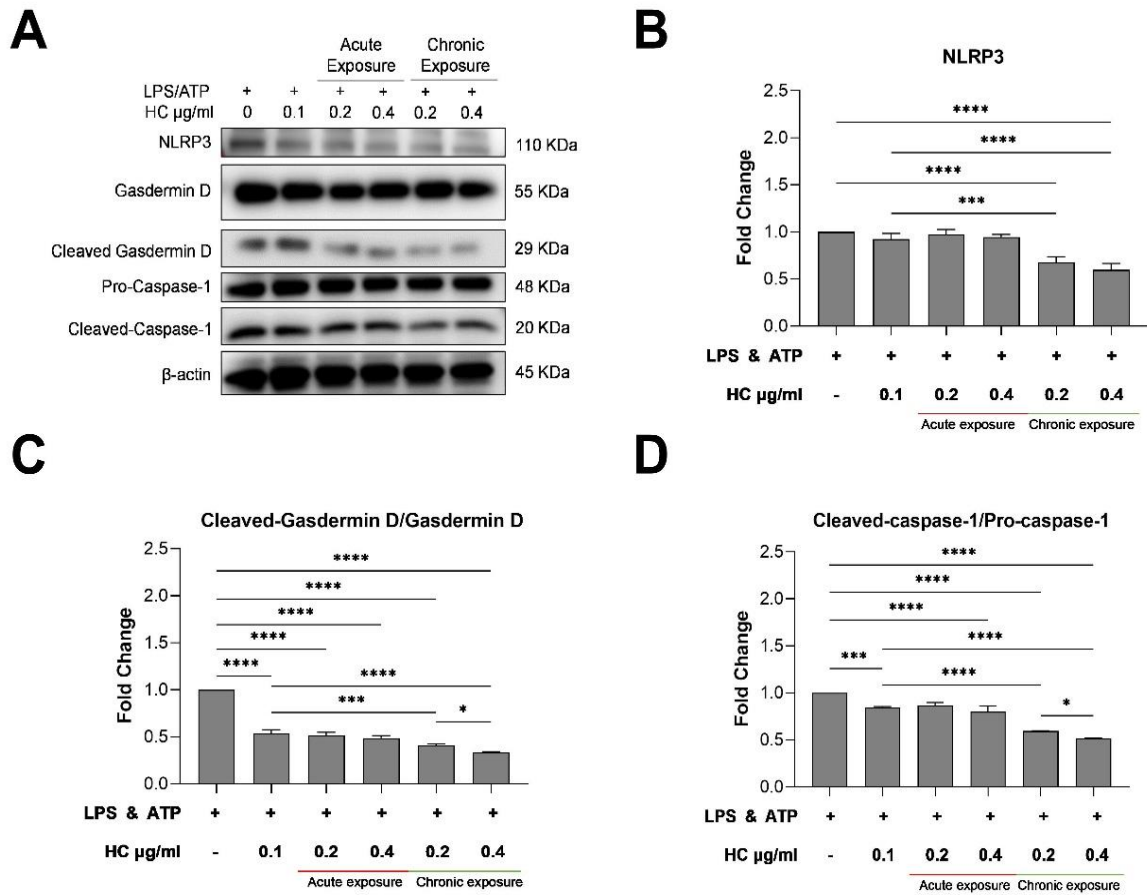 A
Acute Exposure
Chronic Exposure
LPS/ATP + + + + + +
HC µg/ml 0 0.1 0.2 0.4 0.2 0.4
NLRP3 110 KDa
Gasdermin D 55 KDa
Cleaved Gasdermin D 29 KDa
Pro-Caspase-1 48 KDa
Cleaved-Caspase-1 20 KDa
β-actin 45 KDa
B
NLRP3
Fold Change
2.5
2.0
1.5
1.0
0.5
0.0
****
****
****
***
LPS & ATP + + + + + +
HC µg/ml - 0.1 0.2 0.4 0.2 0.4
Acute exposure Chronic exposure
C
Cleaved-Gasdermin D/Gasdermin D
Fold Change
2.5
2.0
1.5
1.0
0.5
0.0
****
****
****
****
****
****
***
*
LPS & ATP + + + + + +
HC µg/ml - 0.1 0.2 0.4 0.2 0.4
Acute exposure Chronic exposure
D
Cleaved-caspase-1/Pro-caspase-1
Fold Change
2.5
2.0
1.5
1.0
0.5
0.0
****
****
****
****
***
****
*
LPS & ATP + + + + + +
HC µg/ml - 0.1 0.2 0.4 0.2 0.4
Acute exposure Chronic exposure